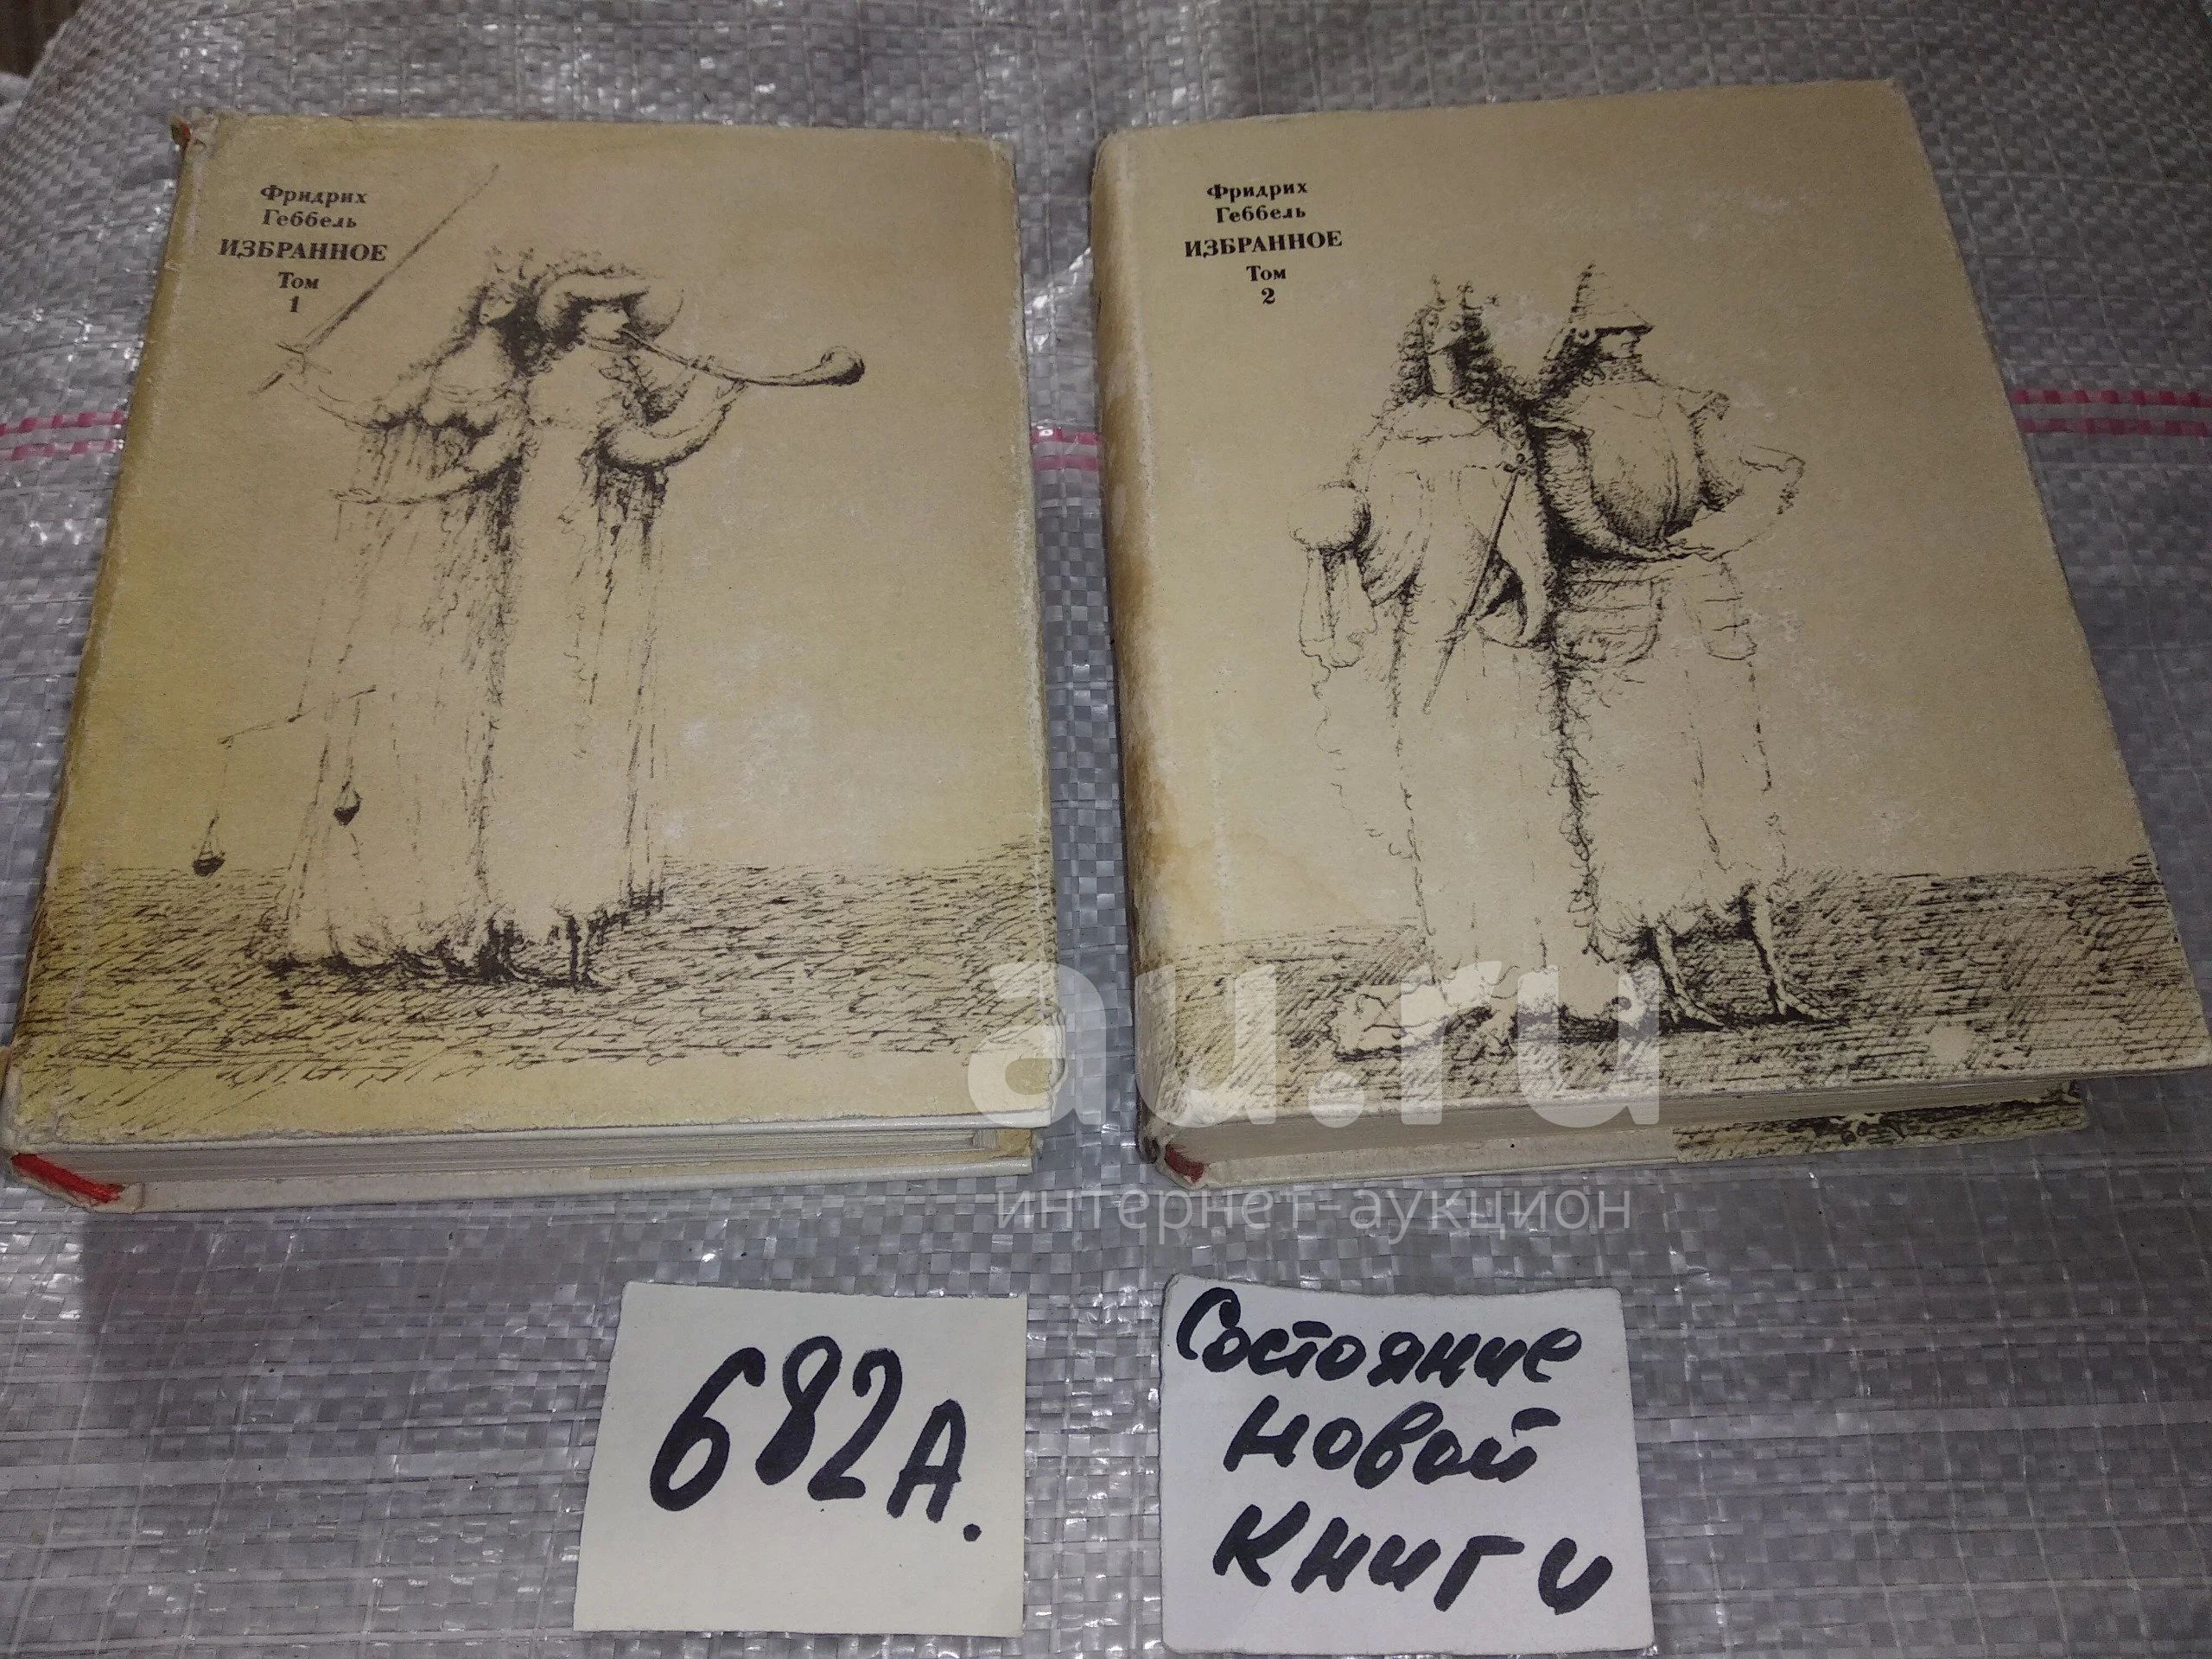 Фридрих
Геббель
ИЗБРАННОЕ
Том
1
Фридрих
Геббель
ИЗБРАННОЕ
Том
2
au.ru
интернет-аукцион
682А.
Состояние
новой
книги